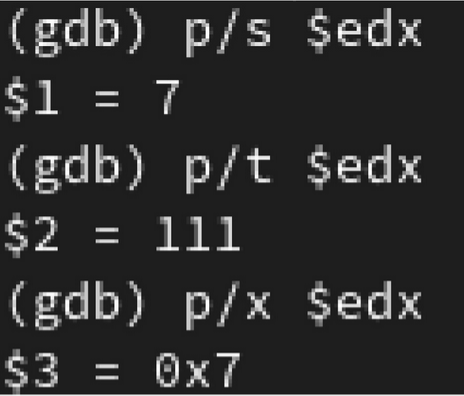 (gdb) p/s $edx
$1 = 7
(gdb) p/t $edx
$2 = 111
(gdb) p/x $edx
$3 = 0x7